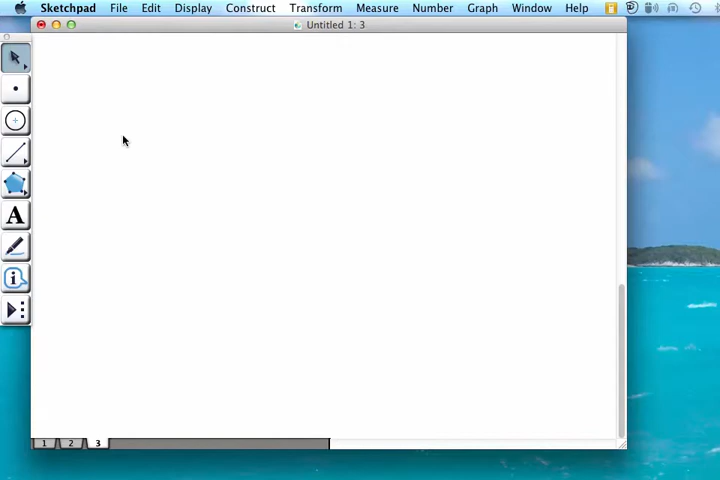 Sketchpad File Edit Display Construct Transform Measure Number Graph Window Help
Untitled 1: 3
A
i
1 2 3